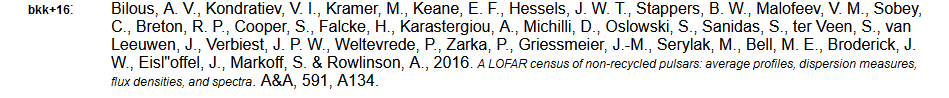 bkk+16: Bilous, A. V., Kondratiev, V. I., Kramer, M., Keane, E. F., Hessels, J. W. T., Stappers, B. W., Malofeev, V. M., Sobey,
C., Breton, R. P., Cooper, S., Falcke, H., Karastergiou, A., Michilli, D., Oslowski, S., Sanidas, S., ter Veen, S., van
Leeuwen, J., Verbiest, J. P. W., Weltevrede, P., Zarka, P., Griessmeier, J.-M., Serylak, M., Bell, M. E., Broderick, J.
W., Eisl"offel, J., Markoff, S. & Rowlinson, A., 2016. A LOFAR census of non-recycled pulsars: average profiles, dispersion measures,
flux densities, and spectra. A&A, 591, A134.